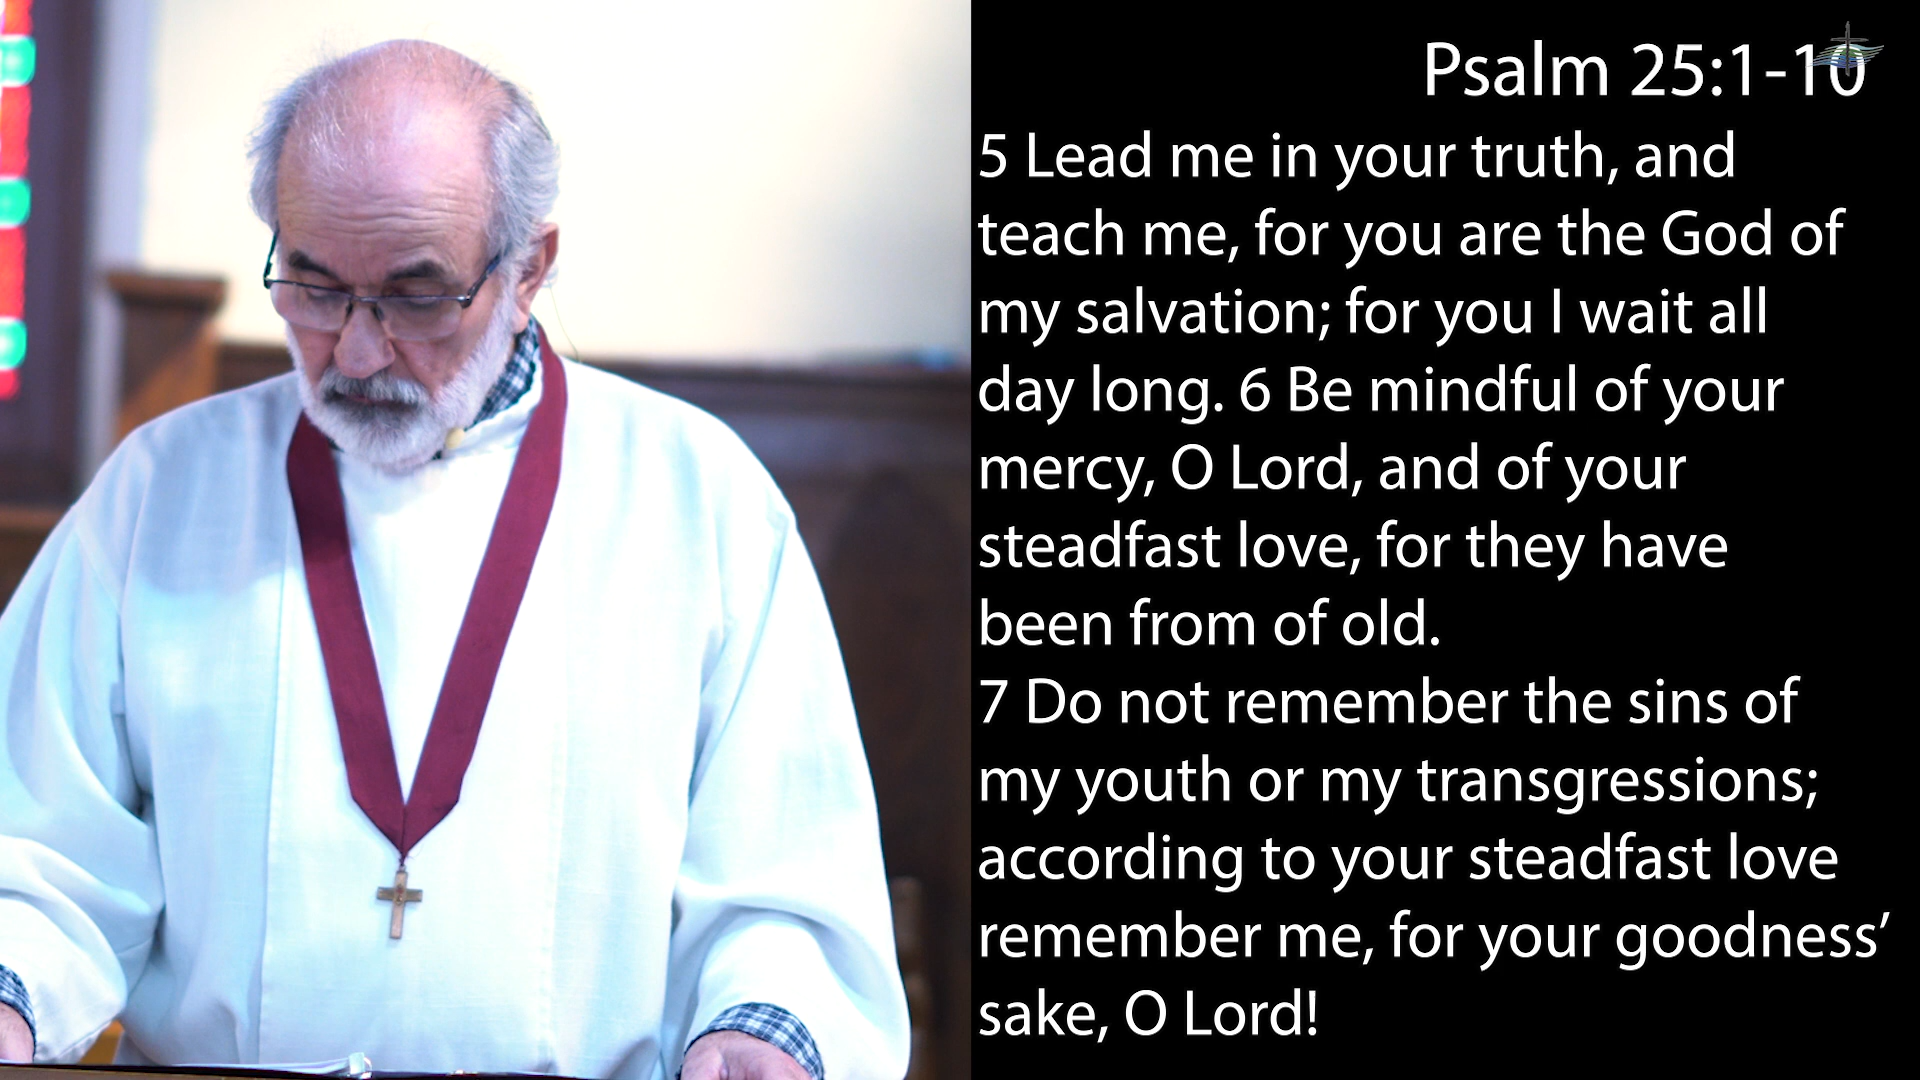 Psalm 25:1-10
5 Lead me in your truth, and
teach me, for you are the God of
my salvation; for you I wait all
day long. 6 Be mindful of your
mercy, O Lord, and of your
steadfast love, for they have
been from of old.
7 Do not remember the sins of
my youth or my transgressions;
according to your steadfast love
remember me, for your goodness’
sake, O Lord!